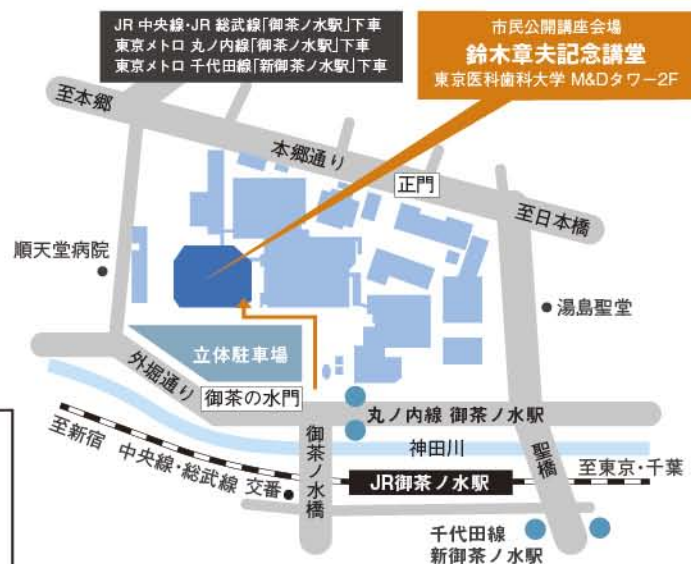 JR 中央線・JR 総武線「御茶ノ水駅」下車
東京メトロ 丸ノ内線「御茶ノ水駅」下車
東京メトロ 千代田線「新御茶ノ水駅」下車
市民公開講座会場
鈴木章夫記念講堂
東京医科歯科大学 M&Dタワー2F
至本郷
本郷通り
正門
至日本橋
順天堂病院
湯島聖堂
立体駐車場
外堀通り
御茶の水門
丸ノ内線 御茶ノ水駅
神田川
御茶ノ水橋
聖橋
至新宿 中央線・総武線 交番
JR御茶ノ水駅
至東京・千葉
千代田線
新御茶ノ水駅